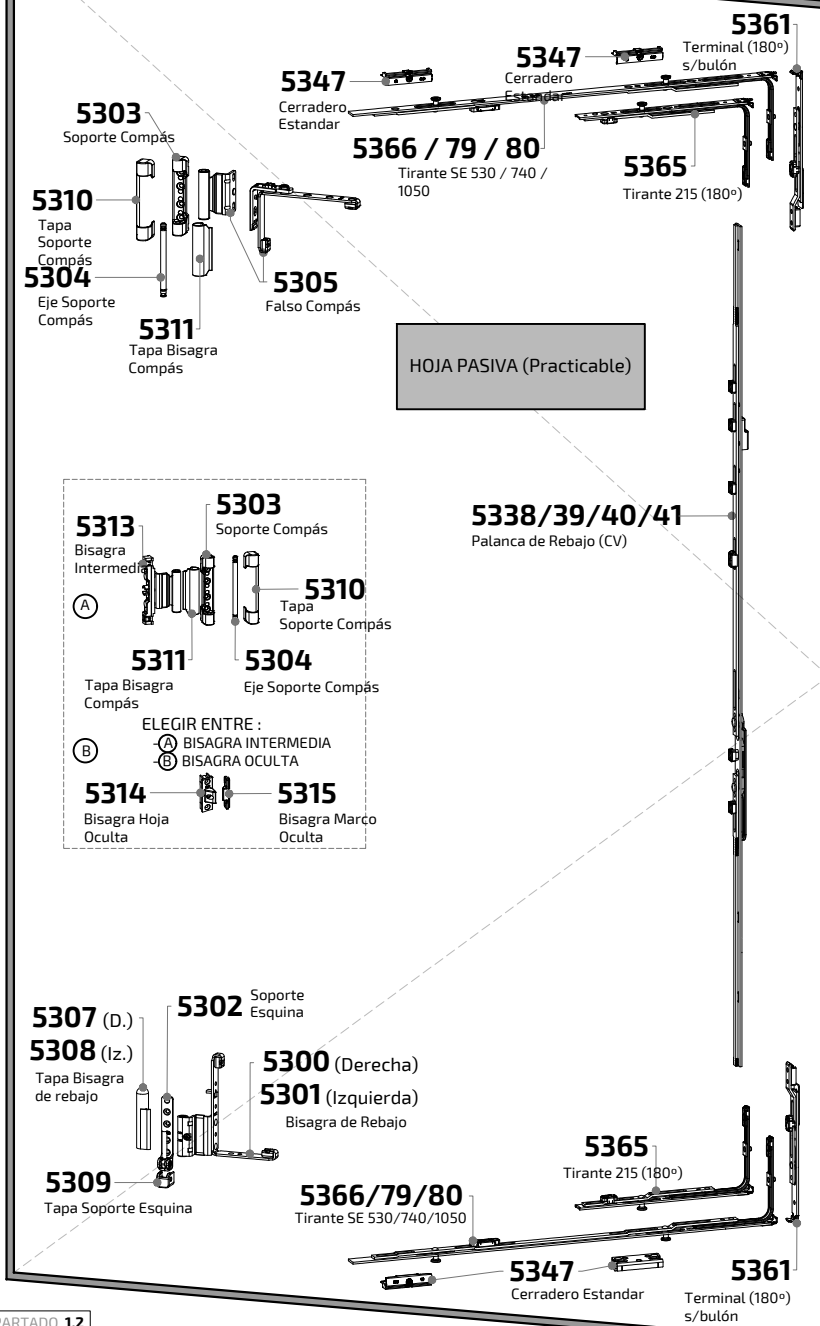 5361
Terminal (180º)
s/bulón
5347
Cerradero
Estandar
5347
Cerradero
Estandar
5303
Soporte Compás
5366 / 79 / 80
Tirante SE 530 / 740 /
1050
5365
Tirante 215 (180º)
5310
Tapa
Soporte
Compás
5304
Eje Soporte
Compás
5305
Falso Compás
5311
Tapa Bisagra
Compás
HOJA PASIVA (Practicable)
5303
Soporte Compás
5313
Bisagra
Intermedia
5338/39/40/41
Palanca de Rebajo (CV)
A
5310
Tapa
Soporte Compás
5311
Tapa Bisagra
Compás
5304
Eje Soporte Compás
ELEGIR ENTRE :
-A BISAGRA INTERMEDIA
-B BISAGRA OCULTA
B
5314
Bisagra Hoja
Oculta
5315
Bisagra Marco
Oculta
5307 (D.)
5308 (Iz.)
Tapa Bisagra
de rebajo
5302 Soporte
Esquina
5300 (Derecha)
5301 (Izquierda)
Bisagra de Rebajo
5309
Tapa Soporte Esquina
5365
Tirante 215 (180º)
5366/79/80
Tirante SE 530/740/1050
5347
Cerradero Estandar
5361
Terminal (180º)
s/bulón
PARTADO 1.2